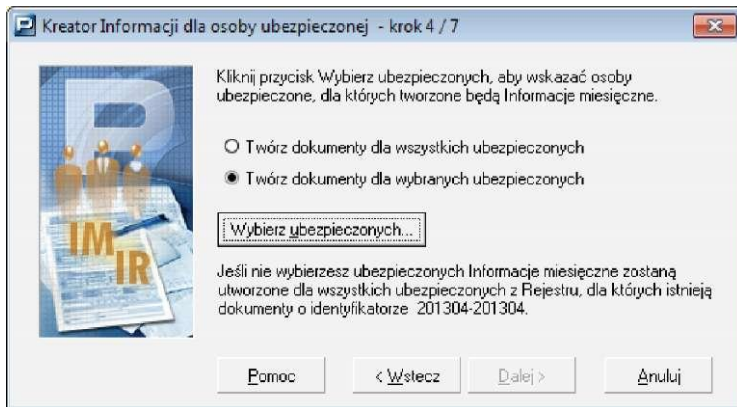 Kreator Informacji dla osoby ubezpieczonej - krok 4 / 7
Kliknij przycisk Wybierz ubezpieczonych, aby wskazać osoby
ubezpieczone, dla których tworzone będą Informacje miesięczne.
Twórz dokumenty dla wszystkich ubezpieczonych
Twórz dokumenty dla wybranych ubezpieczonych
Wybierz ubezpieczonych...
IM
IR
Jeśli nie wybierzesz ubezpieczonych Informacje miesięczne zostaną
utworzone dla wszystkich ubezpieczonych z Rejestru, dla których istnieją
dokumenty o identyfikatorze 201304-201304.
Pomoc < Wstecz Dalej > Anuluj